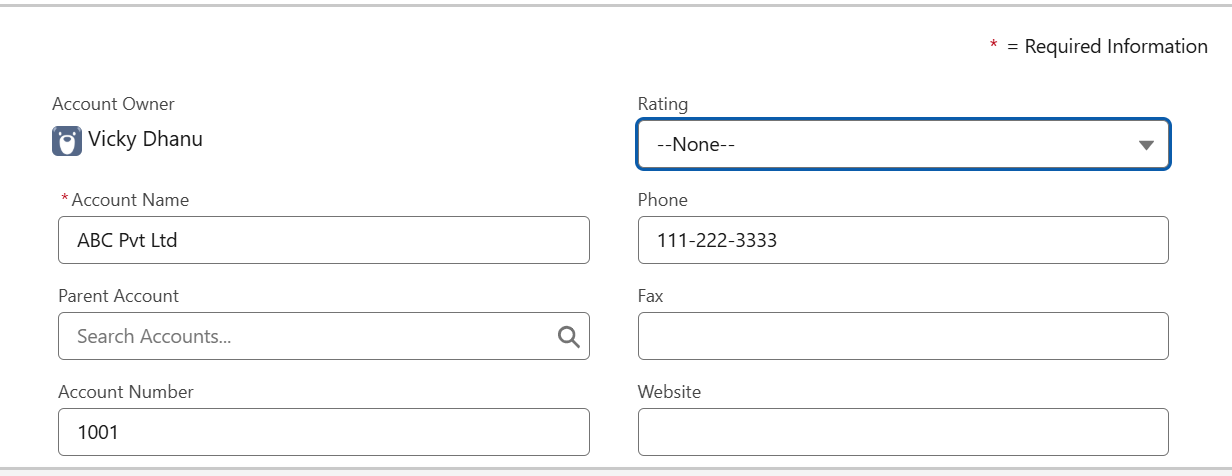 * = Required Information
Account Owner
Vicky Dhanu
Rating
--None--
*Account Name
ABC Pvt Ltd
Phone
111-222-3333
Parent Account
Search Accounts...
Fax
Account Number
1001
Website